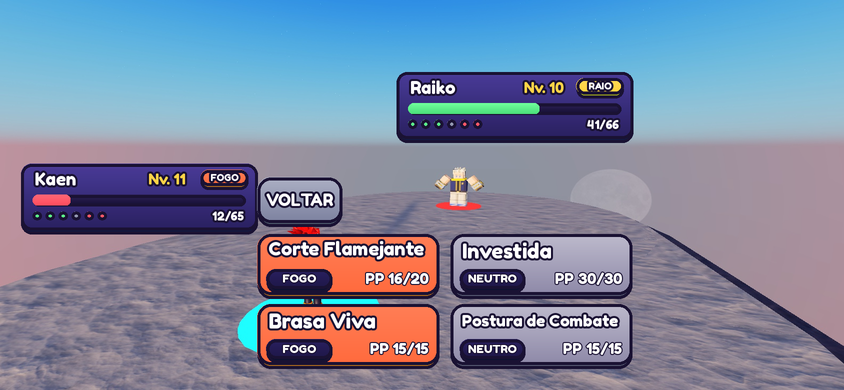 Raiko Nv. 10 RAIO
41/66
Kaen Nv. 11 FOGO
12/65
VOLTAR
Corte Flamejante
FOGO PP 16/20
Investida
NEUTRO PP 30/30
Brasa Viva
FOGO PP 15/15
Postura de Combate
NEUTRO PP 15/15